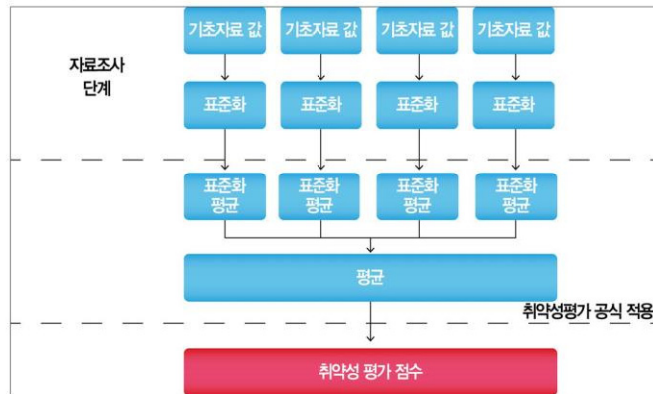 기초자료 값
기초자료 값
기초자료 값
기초자료 값
자료조사
단계
표준화
표준화
표준화
표준화
표준화
평균
표준화
평균
표준화
평균
표준화
평균
평균
취약성평가 공식 적용
취약성 평가 점수